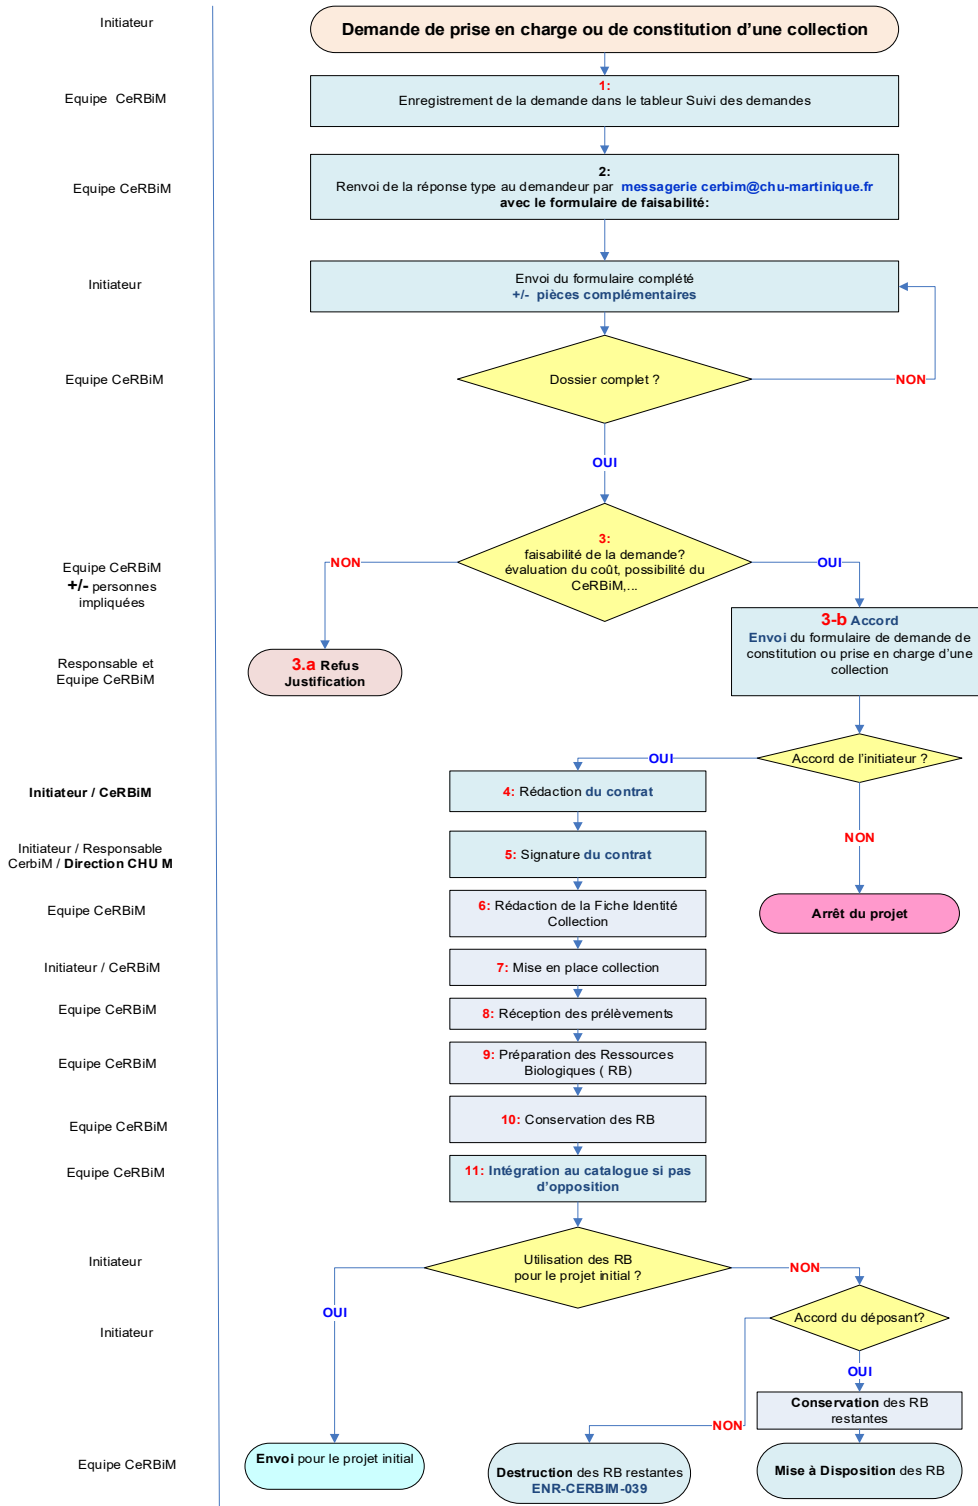 Initiateur
Demande de prise en charge ou de constitution d'une collection
Equipe CeRBiM
1:
Enregistrement de la demande dans le tableur Suivi des demandes
Equipe CeRBiM
2:
Renvoi de la réponse type au demandeur par messagerie cerbim@chu-martinique.fr
avec le formulaire de faisabilité:
Initiateur
Envoi du formulaire complété
+/- pièces complémentaires
Equipe CeRBiM
Dossier complet ?
NON
OUI
3:
faisabilité de la demande?
évaluation du coût, possibilité du
CeRBiM,...
NON
OUI
Equipe CeRBiM
+/- personnes
impliquées
3-b Accord
Envoi du formulaire de demande de
constitution ou prise en charge d'une
collection
Responsable et
Equipe CeRBiM
3.a Refus
Justification
Accord de l'initiateur ?
OUI
Initiateur / CeRBiM
4: Rédaction du contrat
NON
Initiateur / Responsable
CerbiM / Direction CHU M
5: Signature du contrat
Equipe CeRBiM
6: Rédaction de la Fiche Identité
Collection
Arrêt du projet
Initiateur / CeRBiM
7: Mise en place collection
Equipe CeRBiM
8: Réception des prélèvements
Equipe CeRBiM
9: Préparation des Ressources
Biologiques ( RB)
Equipe CeRBiM
10: Conservation des RB
Equipe CeRBiM
11: Intégration au catalogue si pas
d'opposition
Initiateur
Utilisation des RB
pour le projet initial ?
NON
OUI
Initiateur
Accord du déposant?
OUI
Conservation des RB
restantes
NON
Equipe CeRBiM
Envoi pour le projet initial
Destruction des RB restantes
ENR-CERBIM-039
Mise à Disposition des RB